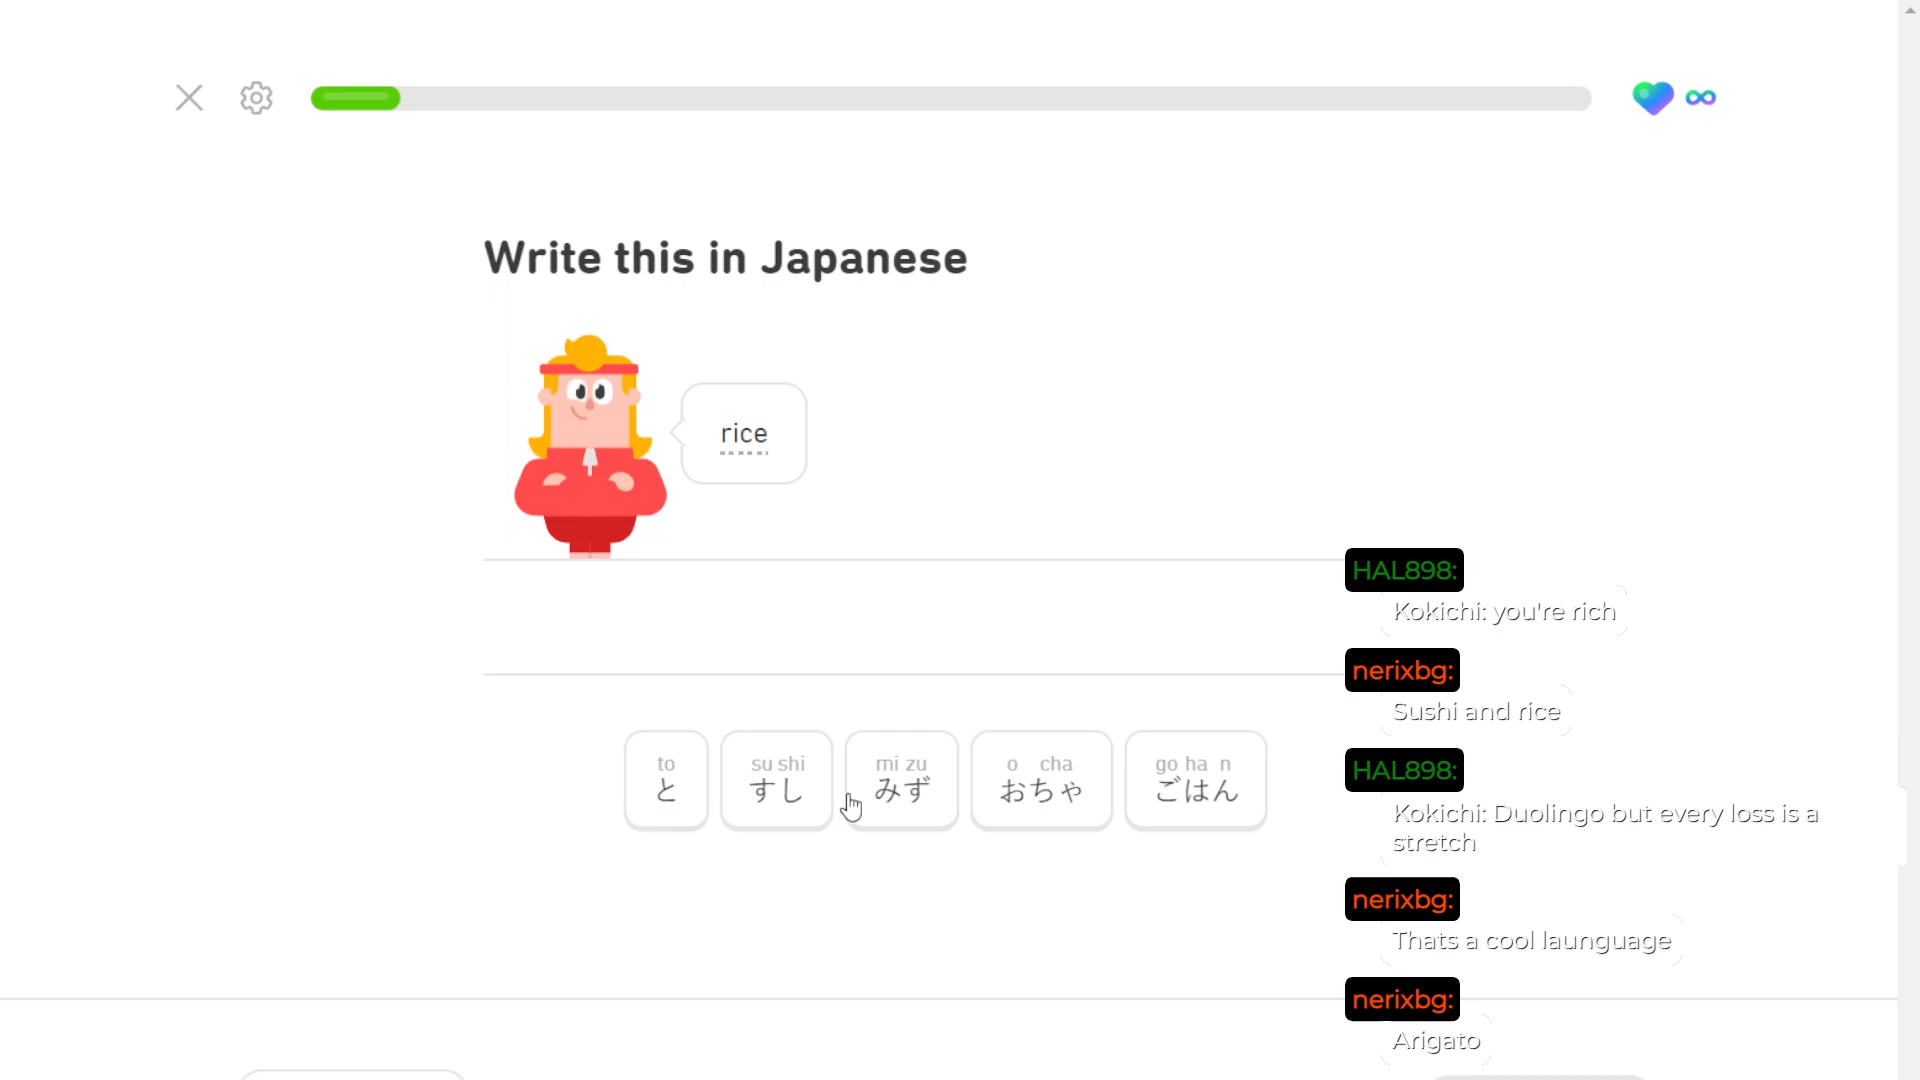 Write this in Japanese
rice
to su shi mi zu o cha go ha n
と すし みず おちゃ ごはん
HAL898:
Kokichi: you're rich
nerixbg:
Sushi and rice
HAL898:
Kokichi: Duolingo but every loss is a
stretch
nerixbg:
Thats a cool launguage
nerixbg:
Arigato